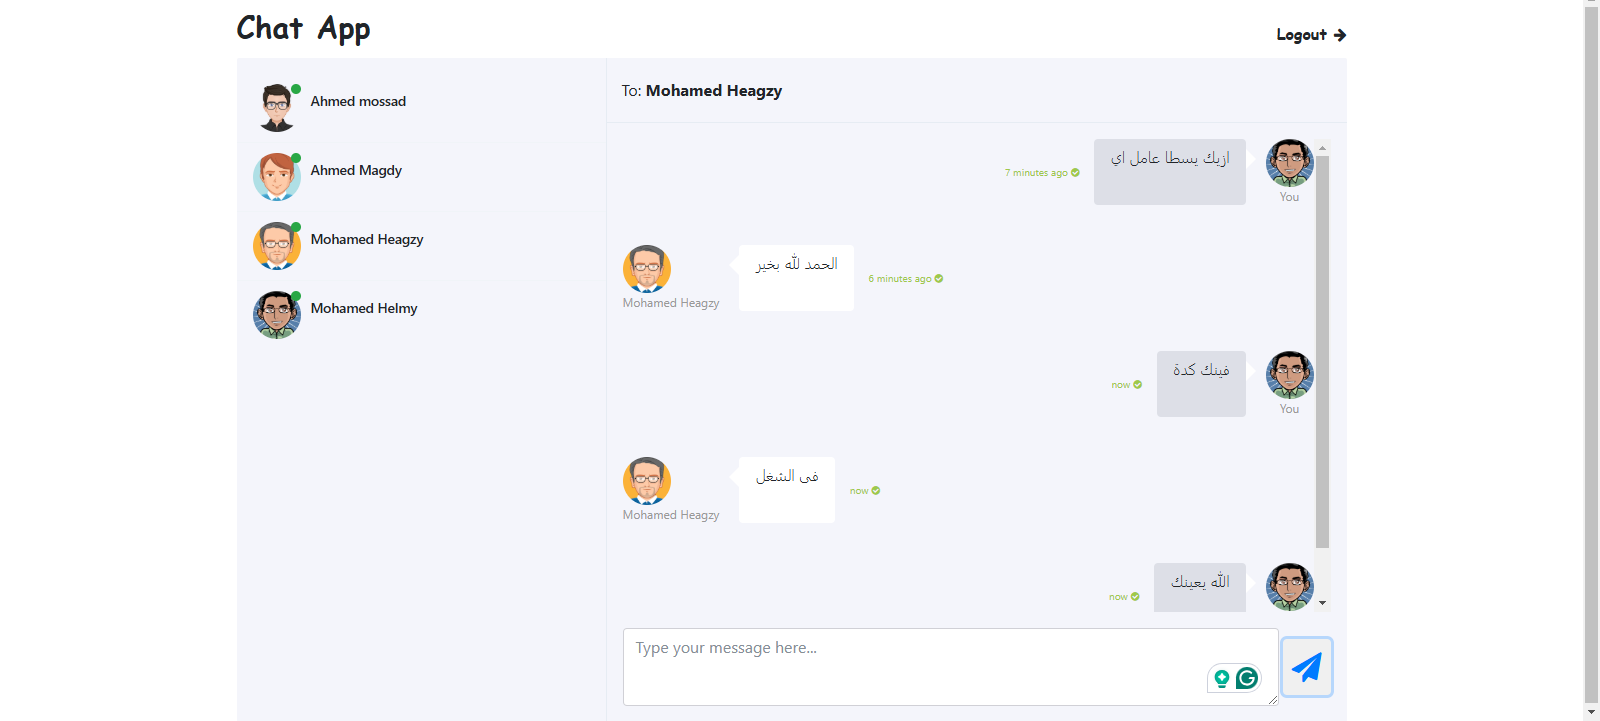 Chat App
Logout
Ahmed mossad
Ahmed Magdy
Mohamed Heagzy
Mohamed Helmy
To: Mohamed Heagzy
ازيك يسطا عامل اي
7 minutes ago
You
الحمد لله بخير
6 minutes ago
Mohamed Heagzy
فينك كدة
now
You
فى الشغل
now
Mohamed Heagzy
الله يعينك
now
Type your message here...